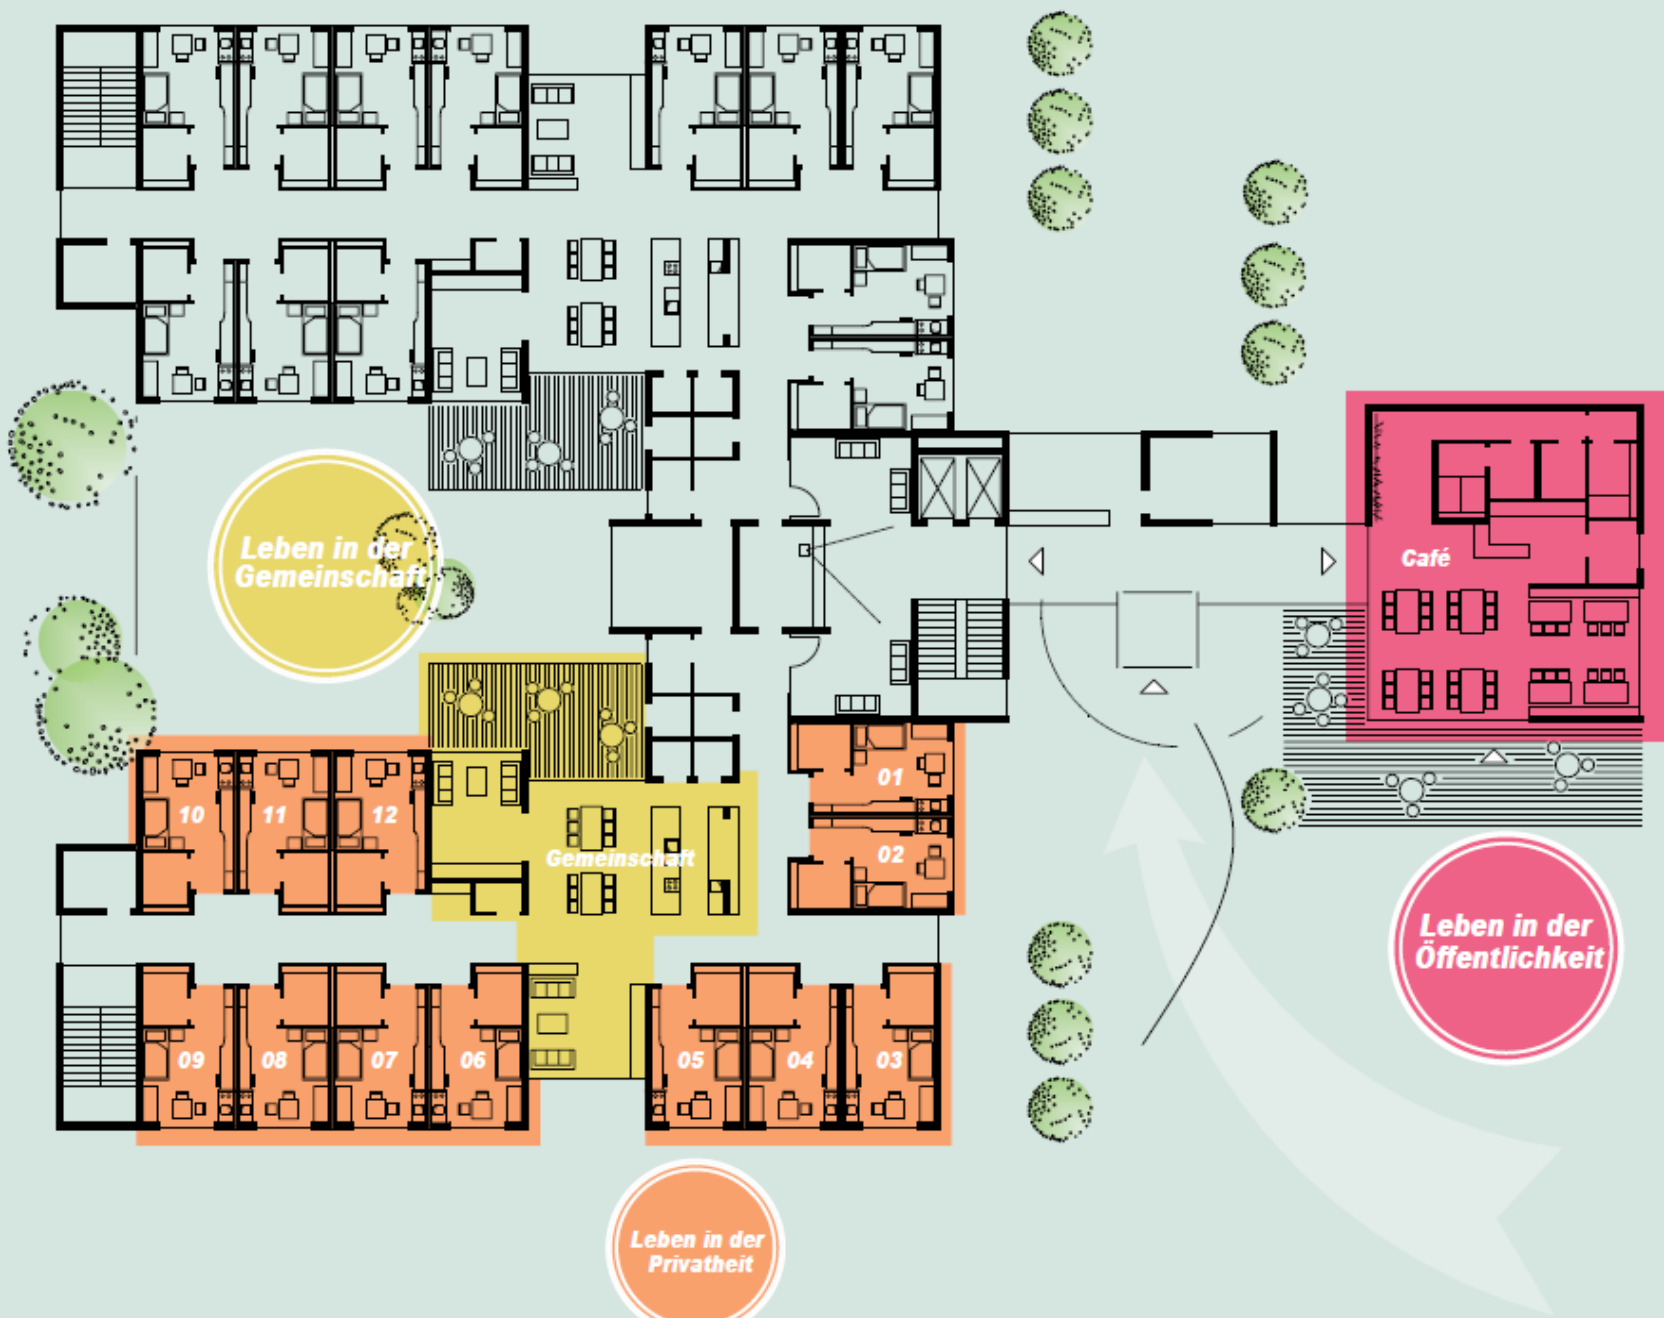 Leben in der
Gemeinschaft
Café
01
10
11
12
02
Gemeinschaft
Leben in der
Öffentlichkeit
09
08
07
06
05
04
03
Leben in der
Privatheit